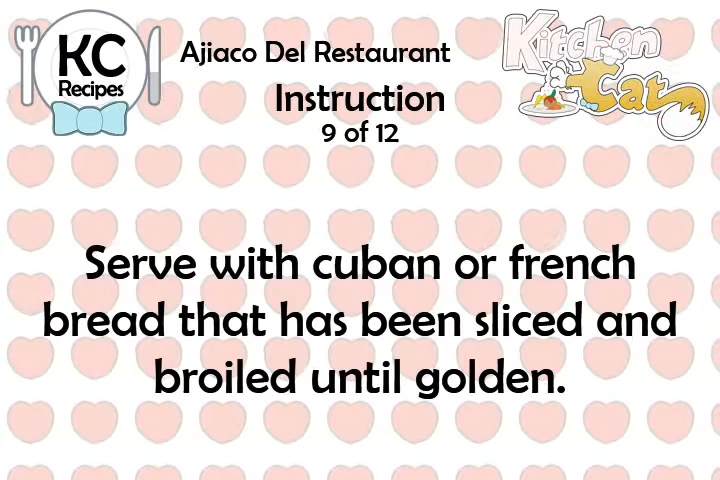 KC
Recipes
Ajiaco Del Restaurant
Kitchen
Cat
Instruction
9 of 12
Serve with cuban or french
bread that has been sliced and
broiled until golden.